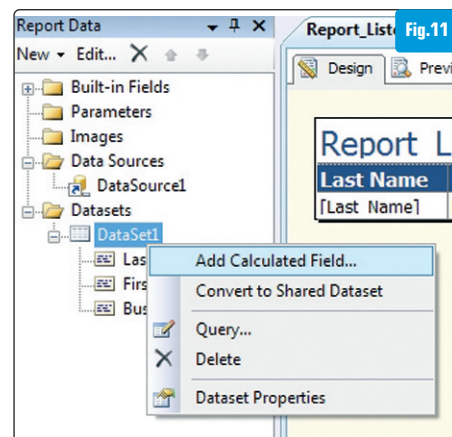 Report Data
New Edit...
Built-in Fields
Parameters
Images
Data Sources
DataSource1
Datasets
DataSet1
Las
Firs
Bus
Add Calculated Field...
Convert to Shared Dataset
Query...
Delete
Dataset Properties
Report_Liste
Fig.11
Design Previ
Report L
Last Name
[Last Name]